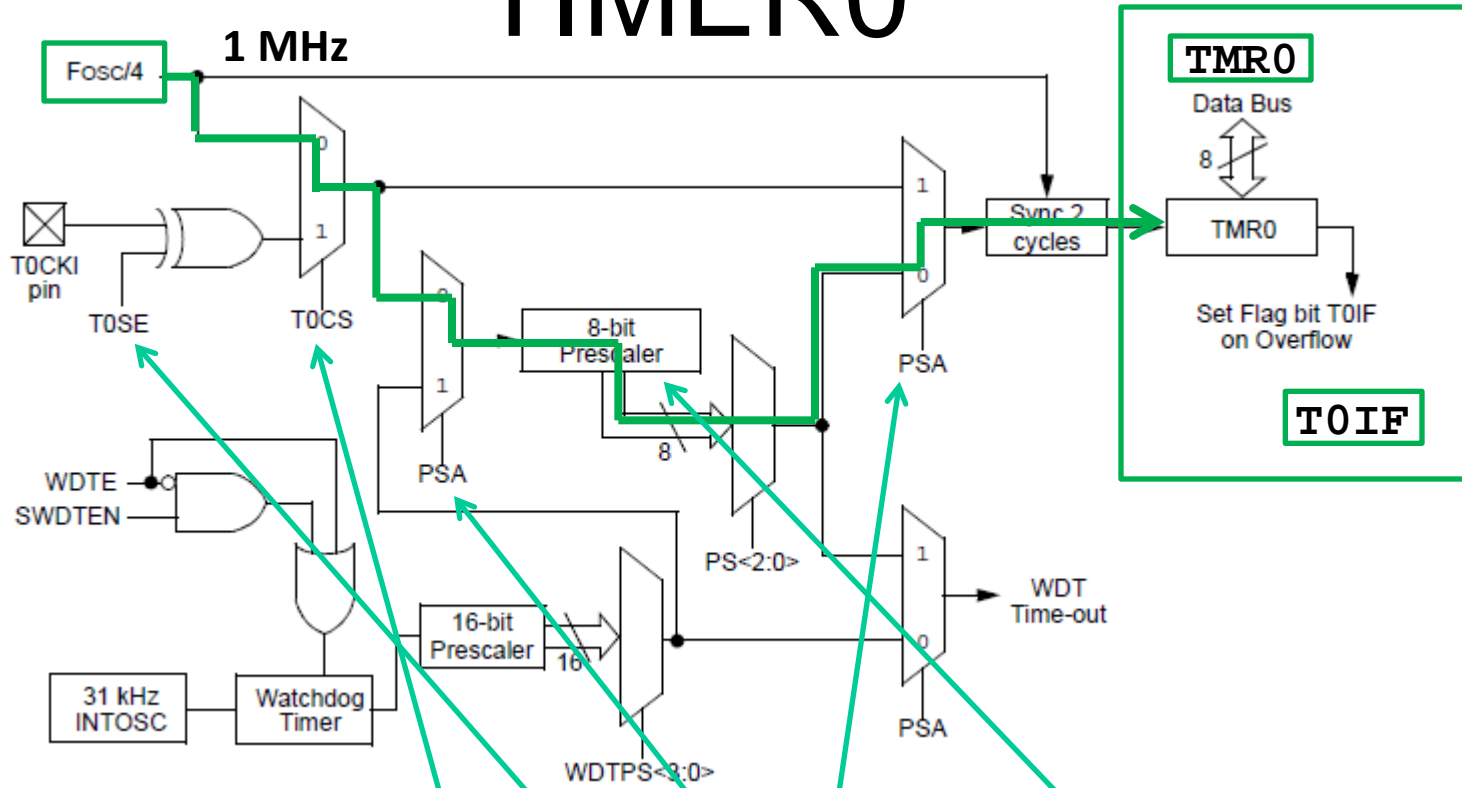 TIMER0
1 MHz
Fosc/4
TMR0
Data Bus
8
0
1
T0CKI
pin
T0SE
T0CS
0
1
PSA
8-bit
Prescaler
8
PS<2:0>
1
0
PSA
Sync 2
cycles
TMR0
Set Flag bit T0IF
on Overflow
T0IF
WDTE
SWDTEN
31 kHz
INTOSC
Watchdog
Timer
16-bit
Prescaler
16
WDTPS<3:0>
1
0
PSA
WDT
Time-out